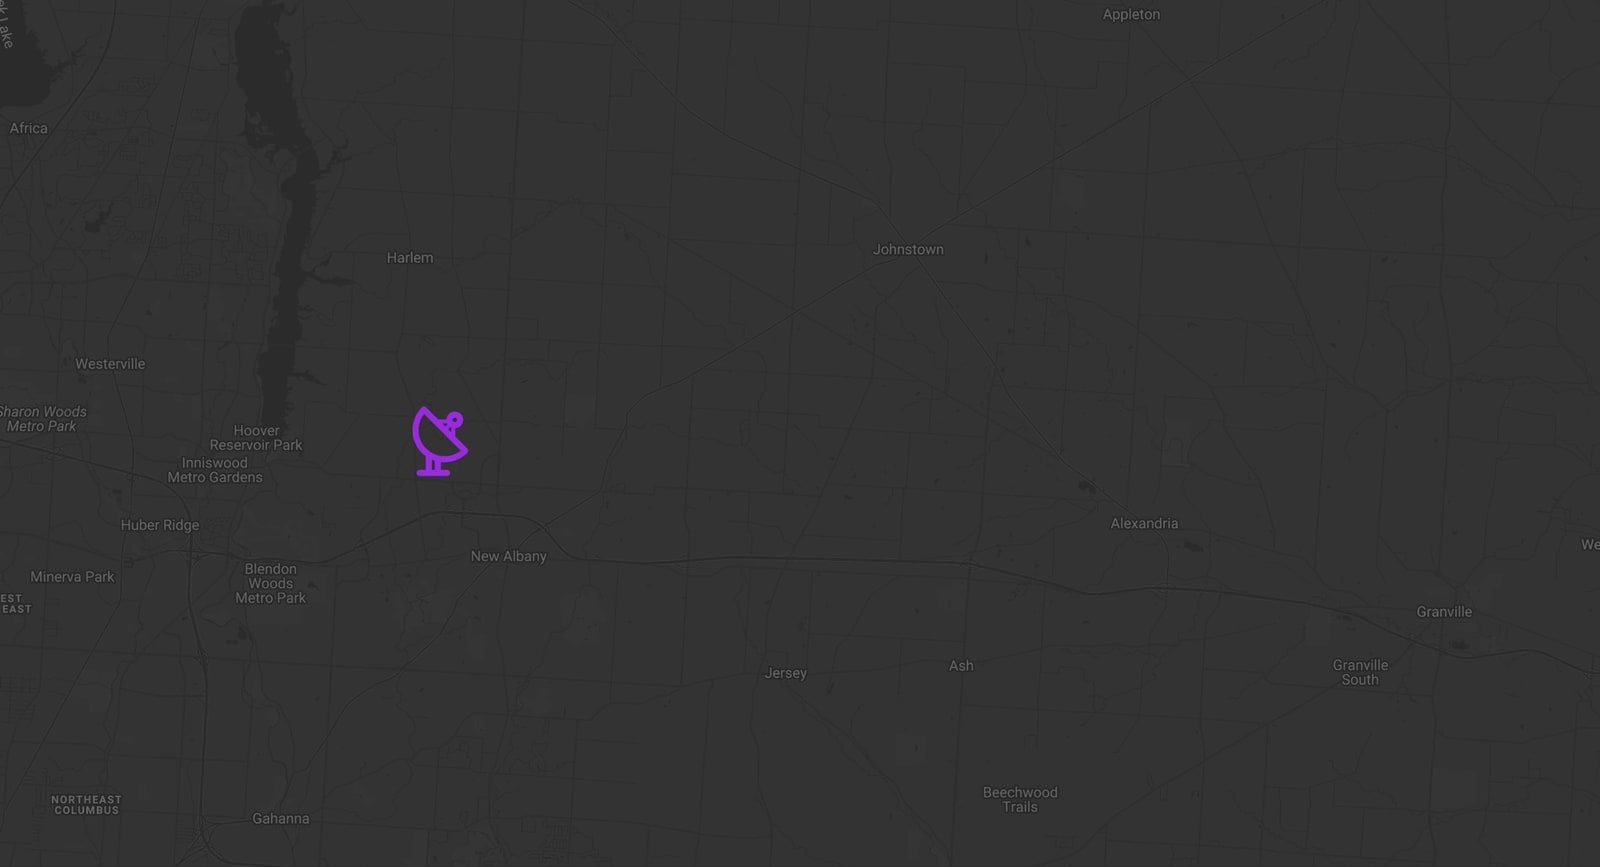 ek Lake
Appleton
Africa
Johnstown
Harlem
Westerville
Sharon Woods
Metro Park
Hoover
Reservoir Park
Inniswood
Metro Gardens
Huber Ridge
Alexandria
We
New Albany
Minerva Park
Blendon
Woods
Metro Park
EST
EAST
Granville
Jersey
Ash
Granville
South
Beechwood
Trails
NORTHEAST
COLUMBUS
Gahanna